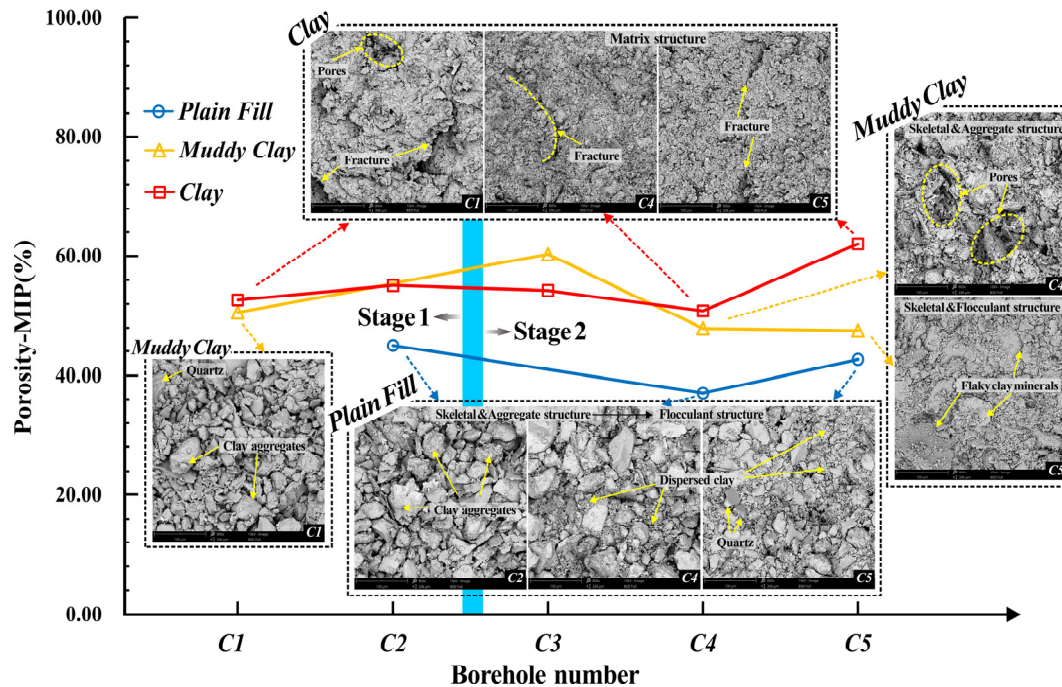 100.00
80.00
60.00
40.00
20.00
0.00
Porosity-MIP(%)
Plain Fill
Muddy Clay
Clay
Clay
Matrix structure
Pores
Fracture
C1
Fracture
C4
Fracture
C5
Muddy Clay
Skeletal&Aggregate structure
Pores
C4
Skeletal&Flocculant structure
Flaky clay minerals
C5
Stage 1
Stage 2
Muddy Clay
Quartz
Clay aggregates
C1
Plain Fill
Skeletal&Aggregate structure
Flocculant structure
Clay aggregates
C2
Dispersed clay
C4
Quartz
C5
C1
C2
C3
C4
C5
Borehole number